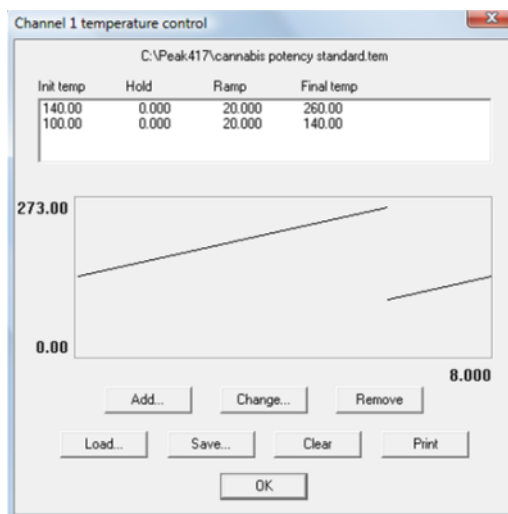 Channel 1 temperature control
C:\Peak417\cannabis potency standard.tem
Init temp Hold Ramp Final temp
140.00 0.000 20.000 260.00
100.00 0.000 20.000 140.00
273.00
0.00
8.000
Add... Change... Remove
Load... Save... Clear Print
OK